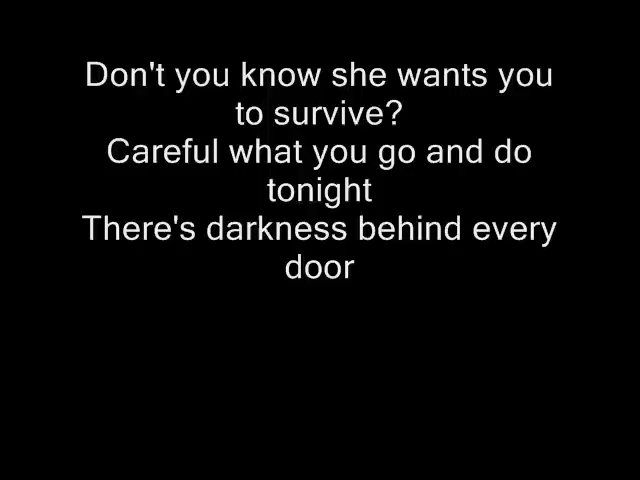 Don't you know she wants you
to survive?
Careful what you go and do
tonight
There's darkness behind every
door